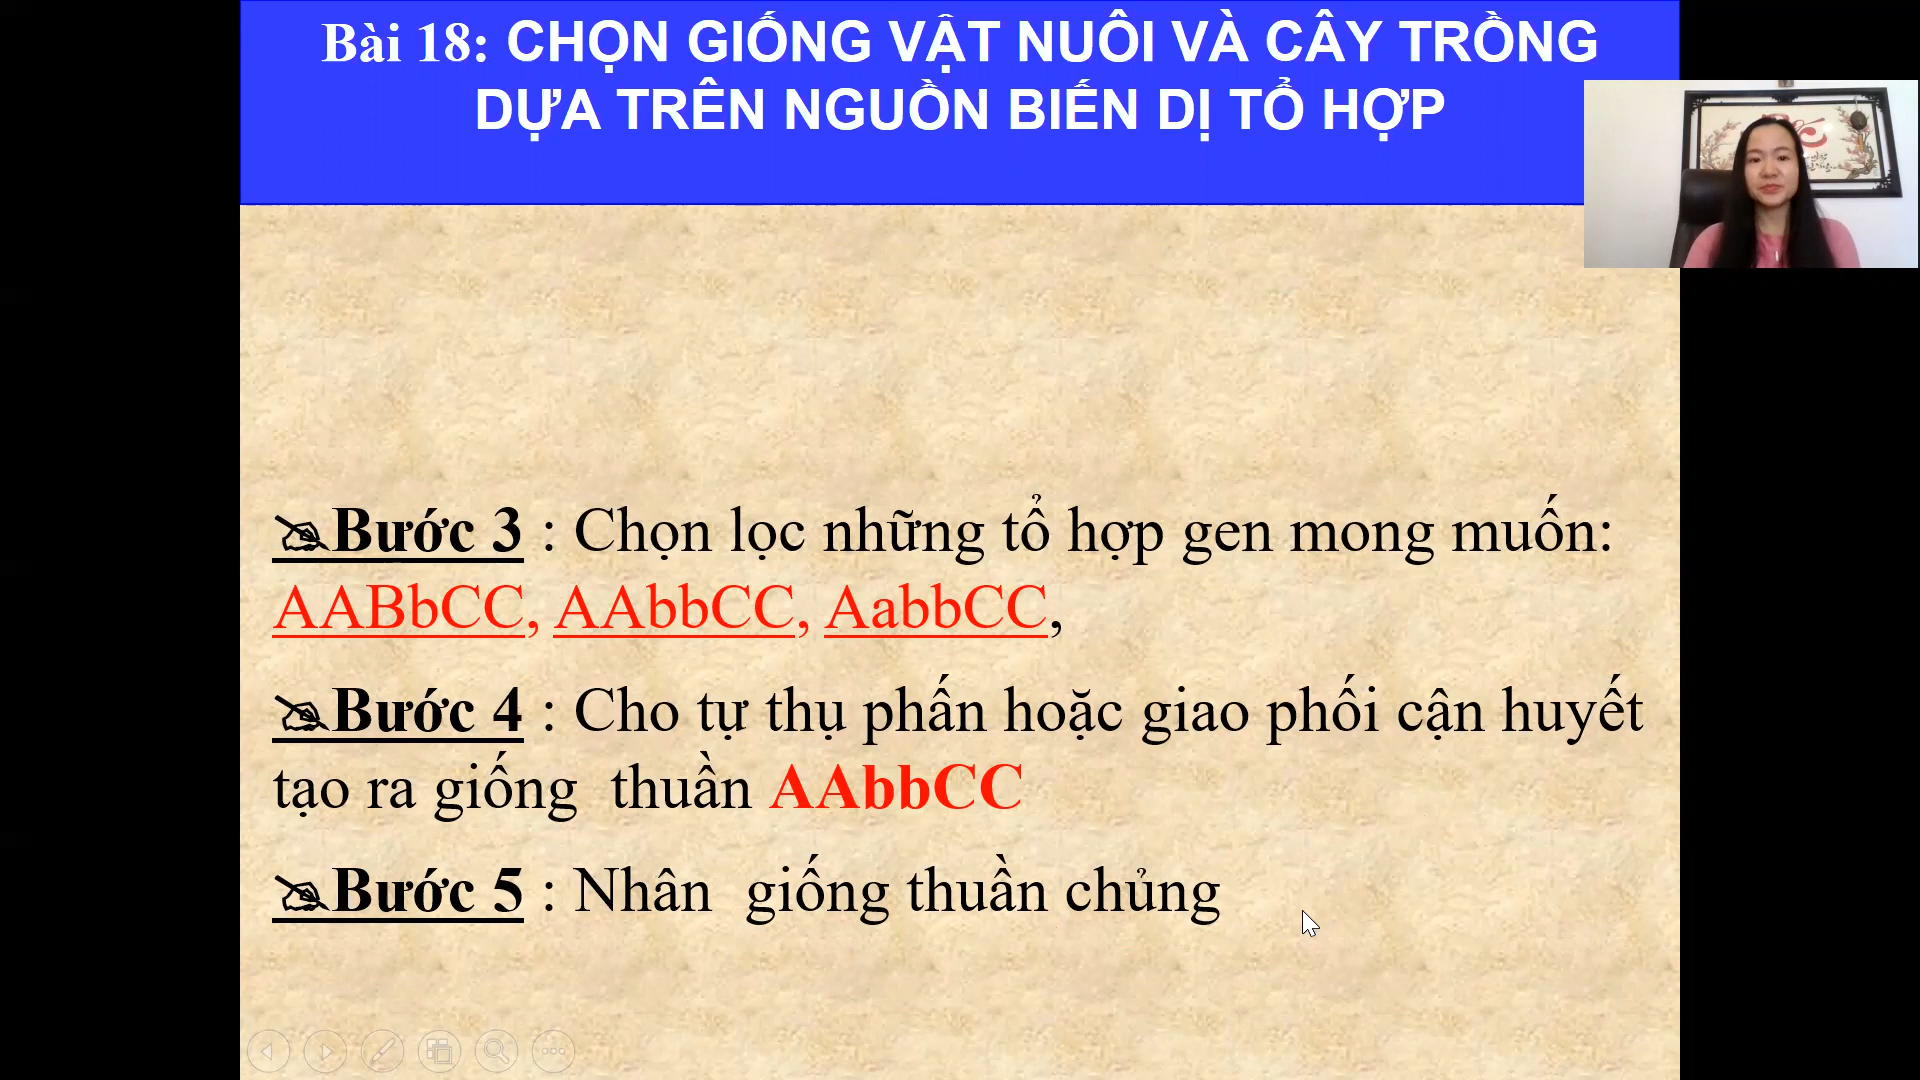 Bài 18: CHỌN GIỐNG VẬT NUÔI VÀ CÂY TRỒNG
DỰA TRÊN NGUỒN BIẾN DỊ TỔ HỢP
Bước 3 : Chọn lọc những tổ hợp gen mong muốn:
AABbCC, AAbbCC, AabbCC,
Bước 4 : Cho tự thụ phấn hoặc giao phối cận huyết
tạo ra giống thuần AAbbCC
Bước 5 : Nhân giống thuần chủng